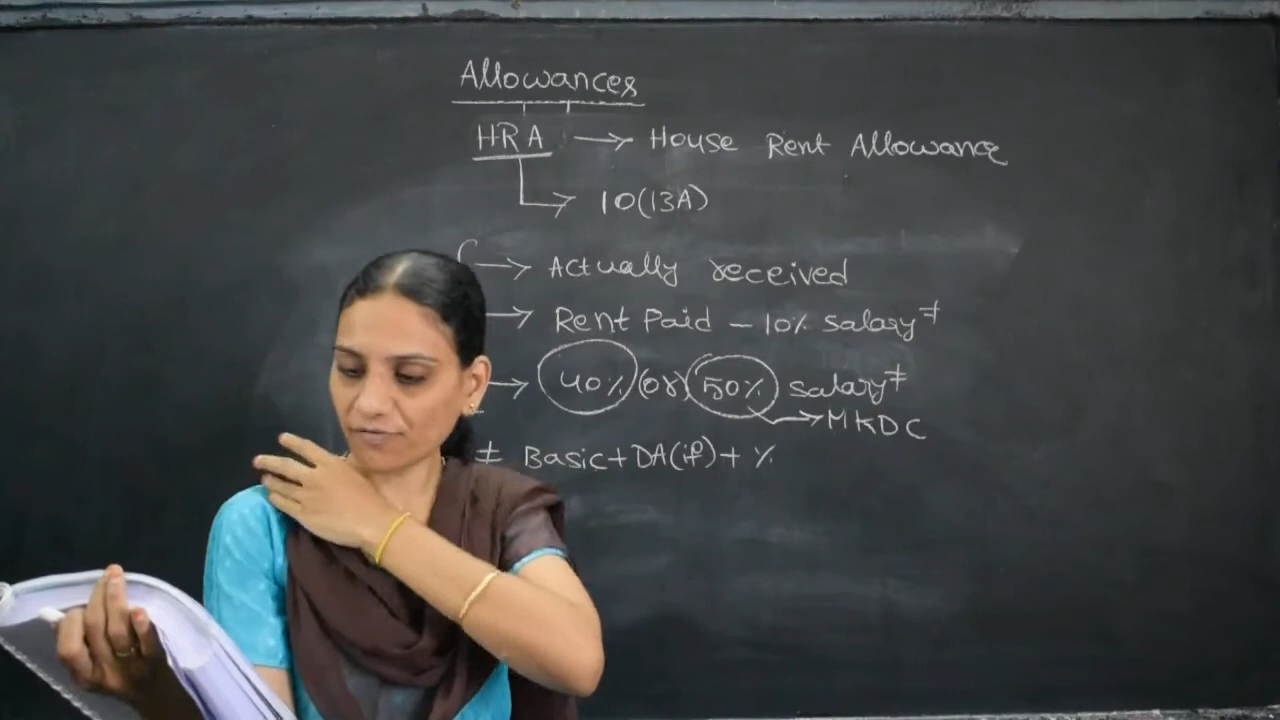 Allowances
HRA → House Rent Allowance
→ 10(13A)
→ Actually received
→ Rent Paid - 10% salary≠
→ 40% (or) 50% salary≠
→ MKDC
≠ Basic + DA(if) + %